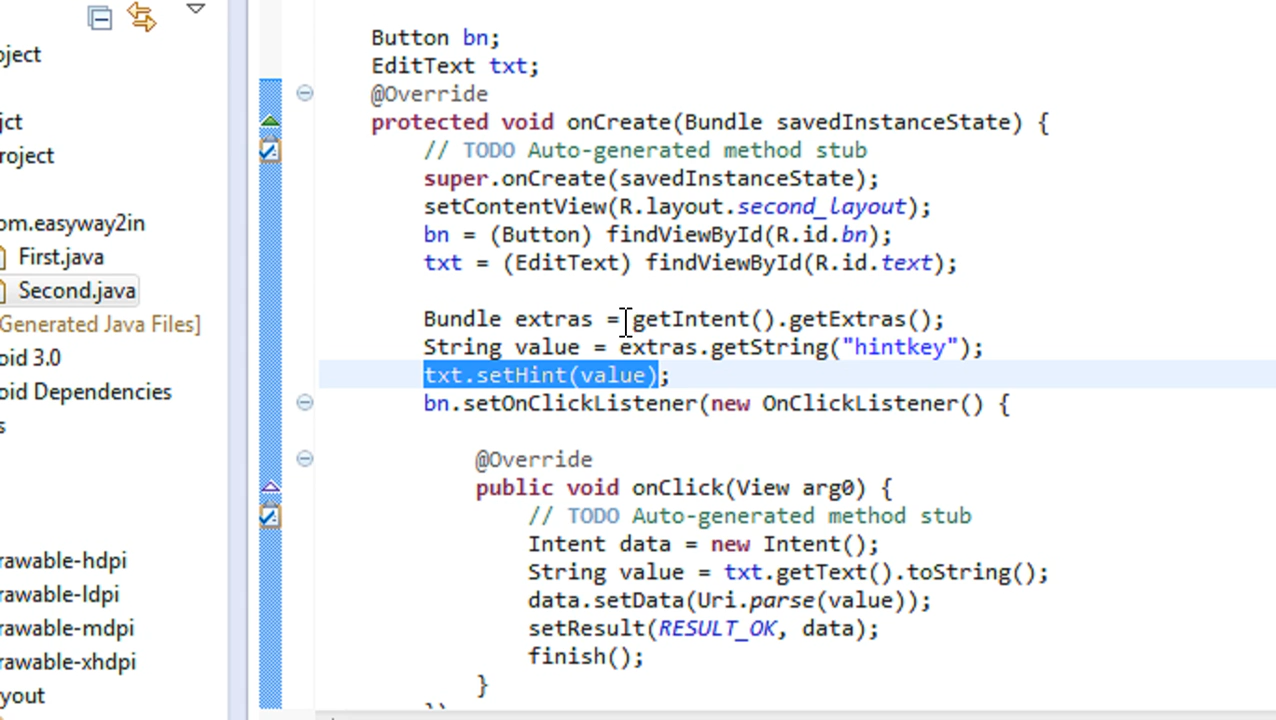 oject
jct
roject
om.easyway2in
First.java
Second.java
Generated Java Files]
oid 3.0
oid Dependencies
s
rawable-hdpi
rawable-ldpi
rawable-mdpi
rawable-xhdpi
yout
Button bn;
EditText txt;
@Override
protected void onCreate(Bundle savedInstanceState) {
// TODO Auto-generated method stub
super.onCreate(savedInstanceState);
setContentView(R.layout.second_layout);
bn = (Button) findViewById(R.id.bn);
txt = (EditText) findViewById(R.id.text);
Bundle extras = getIntent().getExtras();
String value = extras.getString("hintkey");
txt.setHint(value);
bn.setOnClickListener(new OnClickListener() {
@Override
public void onClick(View arg0) {
// TODO Auto-generated method stub
Intent data = new Intent();
String value = txt.getText().toString();
data.setData(Uri.parse(value));
setResult(RESULT_OK, data);
finish();
}